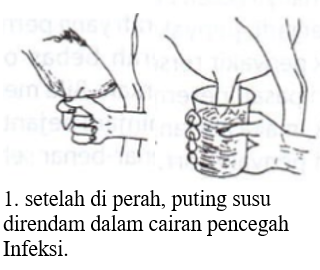 1. setelah di perah, puting susu
direndam dalam cairan pencegah
Infeksi.